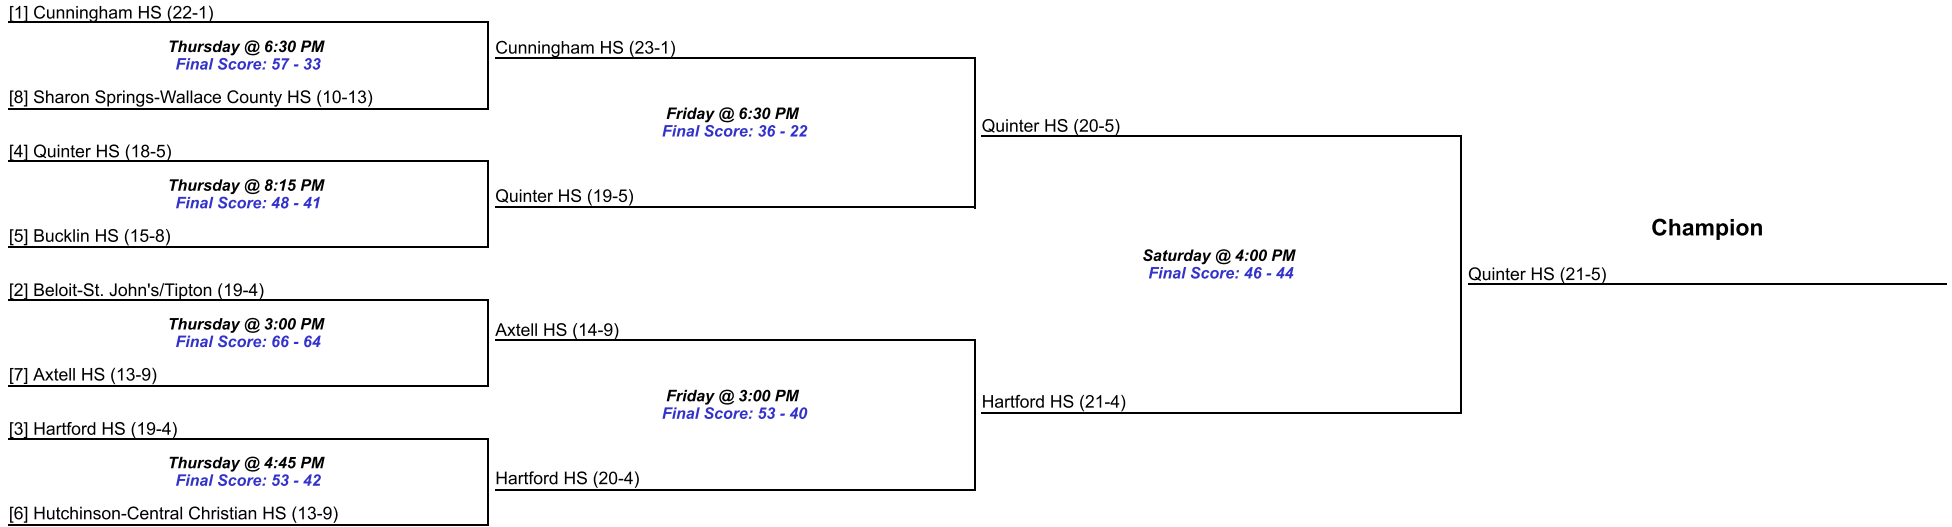 [1] Cunningham HS (22-1)
Thursday @ 6:30 PM
Final Score: 57 - 33
[8] Sharon Springs-Wallace County HS (10-13)
[4] Quinter HS (18-5)
Thursday @ 8:15 PM
Final Score: 48 - 41
[5] Bucklin HS (15-8)
[2] Beloit-St. John's/Tipton (19-4)
Thursday @ 3:00 PM
Final Score: 66 - 64
[7] Axtell HS (13-9)
[3] Hartford HS (19-4)
Thursday @ 4:45 PM
Final Score: 53 - 42
[6] Hutchinson-Central Christian HS (13-9)
Cunningham HS (23-1)
Friday @ 6:30 PM
Final Score: 36 - 22
Quinter HS (19-5)
Axtell HS (14-9)
Friday @ 3:00 PM
Final Score: 53 - 40
Hartford HS (20-4)
Quinter HS (20-5)
Saturday @ 4:00 PM
Final Score: 46 - 44
Hartford HS (21-4)
Champion
Quinter HS (21-5)